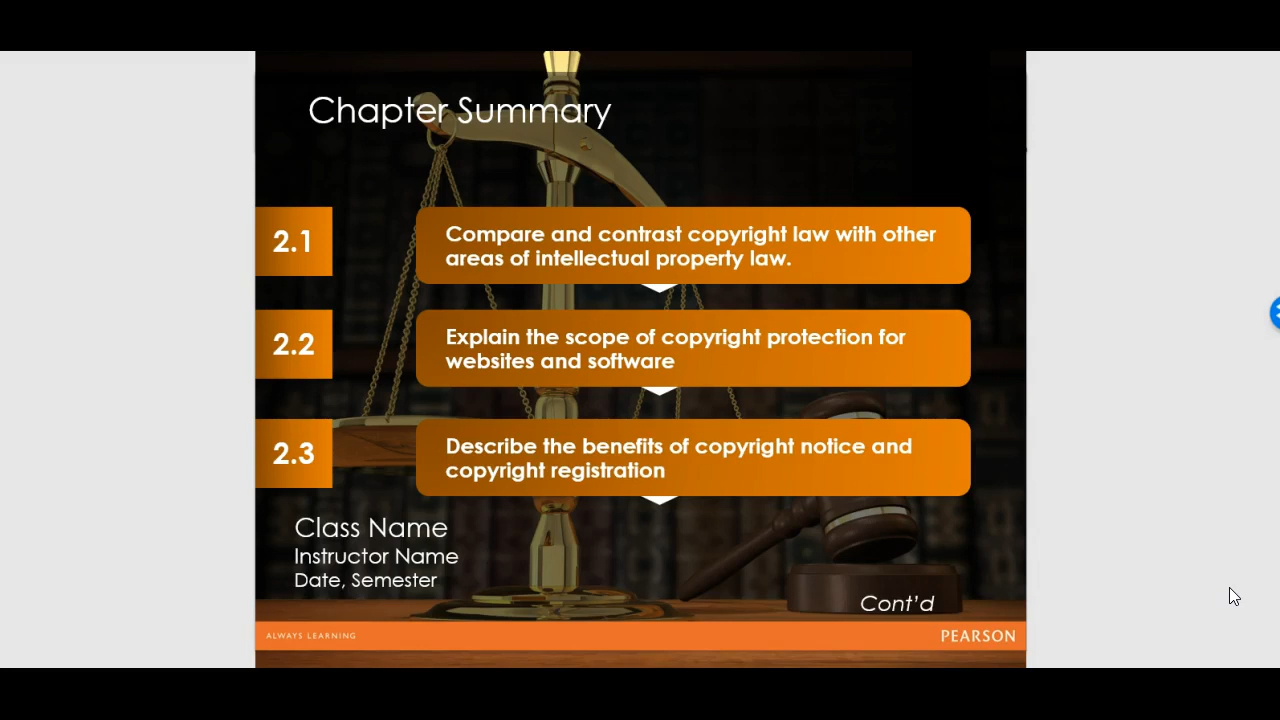 Chapter Summary
2.1
Compare and contrast copyright law with other
areas of intellectual property law.
2.2
Explain the scope of copyright protection for
websites and software
2.3
Describe the benefits of copyright notice and
copyright registration
Class Name
Instructor Name
Date, Semester
Cont’d
ALWAYS LEARNING
PEARSON